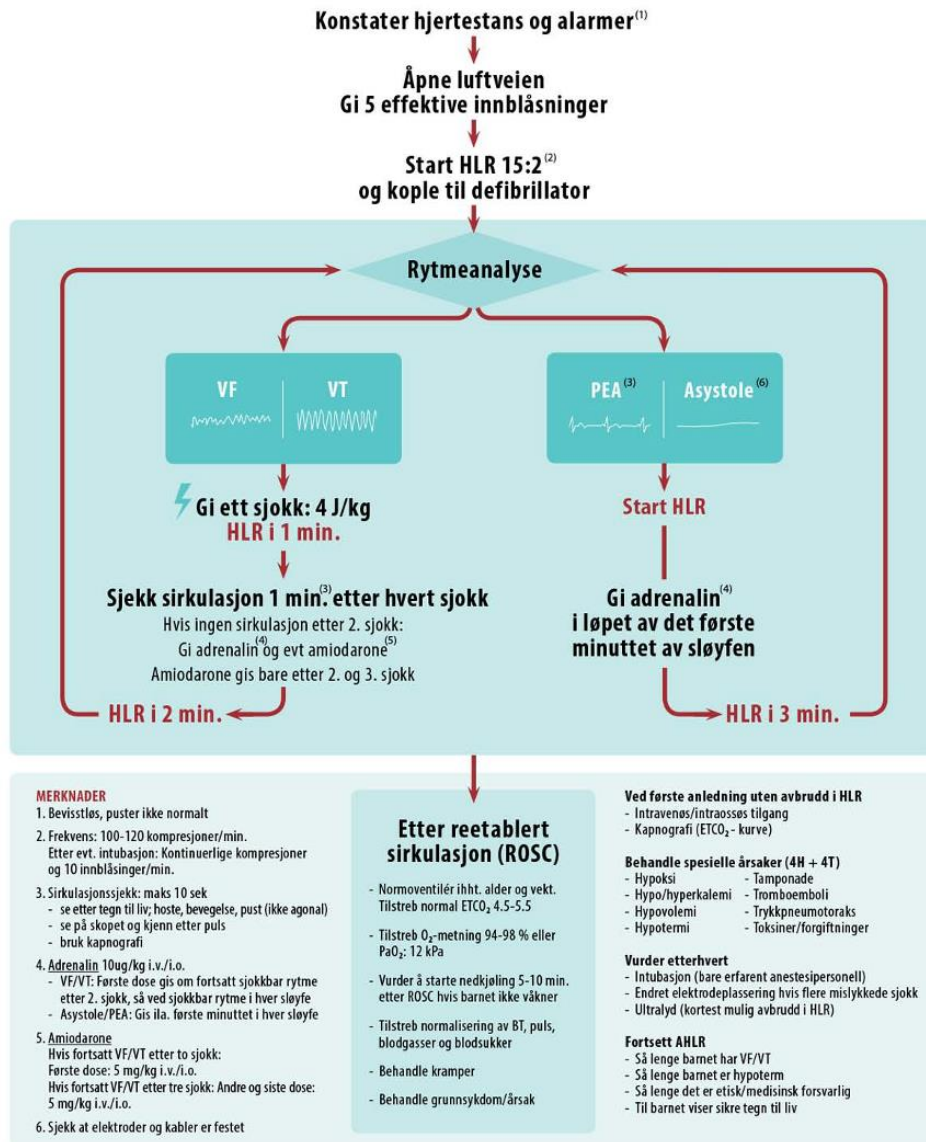 Konstater hjertestans og alarmer(1)
Åpne luftveien
Gi 5 effektive innblåsninger
Start HLR 15:2(2)
og kople til defibrillator
Rytmeanalyse
VF
VT
PEA(3)
Asystole(6)
Gi ett sjokk: 4 J/kg
HLR i 1 min.
Sjekk sirkulasjon 1 min.(3) etter hvert sjokk
Hvis ingen sirkulasjon etter 2. sjokk:
Gi adrenalin(4) og evt amiodarone(5)
Amiodarone gis bare etter 2. og 3. sjokk
HLR i 2 min.
Start HLR
Gi adrenalin(4)
i løpet av det første
minuttet av sløyfen
HLR i 3 min.
MERKNADER
1. Bevisstløs, puster ikke normalt
2. Frekvens: 100-120 kompresjoner/min.
Etter evt. intubasjon: Kontinuerlige kompresjoner
og 10 innblåsinger/min.
3. Sirkulasjonssjekk: maks 10 sek
- se etter tegn til liv; hoste, bevegelse, pust (ikke agonal)
- se på skopet og kjenn etter puls
- bruk kapnografi
4. Adrenalin 10ug/kg i.v./i.o.
- VF/VT: Første dose gis om fortsatt sjokkbar rytme
etter 2. sjokk, så ved sjokkbar rytme i hver sløyfe
- Asystole/PEA: Gis ila. første minuttet i hver sløyfe
5. Amiodarone
Hvis fortsatt VF/VT etter to sjokk:
Første dose: 5 mg/kg i.v./i.o.
Hvis fortsatt VF/VT etter tre sjokk: Andre og siste dose:
5 mg/kg i.v./i.o.
6. Sjekk at elektroder og kabler er festet
Etter reetablert
sirkulasjon (ROSC)
- Normoventilér ihht. alder og vekt.
Tilstreb normal ETCO₂ 4.5-5.5
- Tilstreb O₂-metning 94-98 % eller
PaO₂: 12 kPa
- Vurder å starte nedkjøling 5-10 min.
etter ROSC hvis barnet ikke våkner
- Tilstreb normalisering av BT, puls,
blodgasser og blodsukker
- Behandle kramper
- Behandle grunnsykdom/årsak
Ved første anledning uten avbrudd i HLR
- Intravenøs/intraossøs tilgang
- Kapnografi (ETCO₂- kurve)
Behandle spesielle årsaker (4H + 4T)
- Hypoksi - Tamponade
- Hypo/hyperkalemi - Tromboemboli
- Hypovolemi - Trykkpneumotoraks
- Hypotermi - Toksiner/forgiftninger
Vurder etterhvert
- Intubasjon (bare erfarent anestesipersonell)
- Endret elektrodeplassering hvis flere mislykkede sjokk
- Ultralyd (kortest mulig avbrudd i HLR)
Fortsett AHLR
- Så lenge barnet har VF/VT
- Så lenge barnet er hypoterm
- Så lenge det er etisk/medisinsk forsvarlig
- Til barnet viser sikre tegn til liv